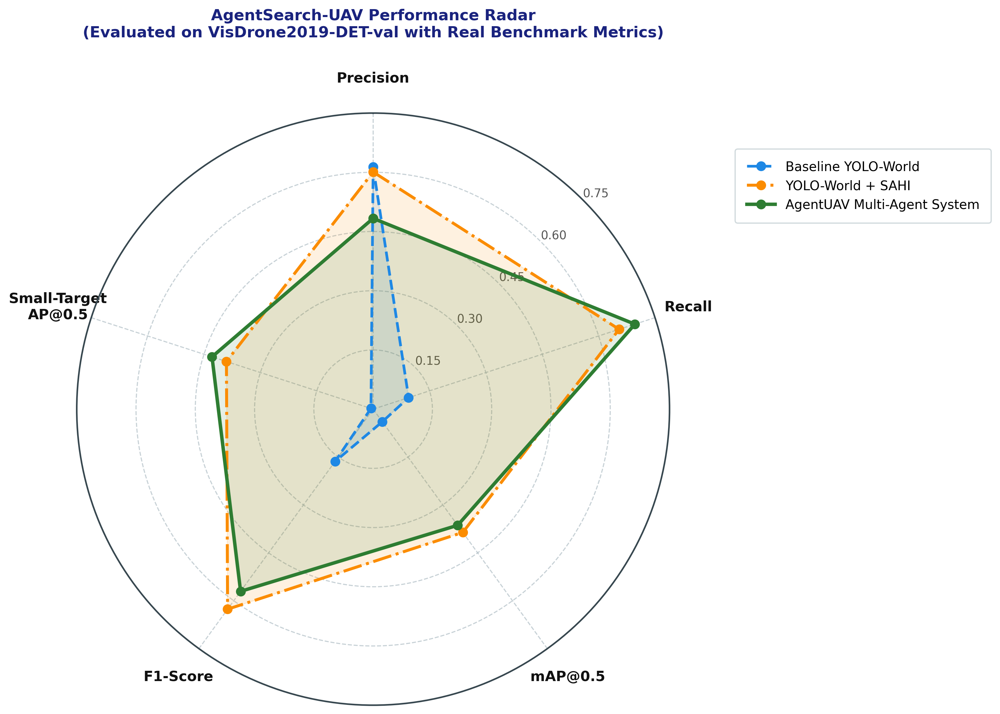 AgentSearch-UAV Performance Radar
(Evaluated on VisDrone2019-DET-val with Real Benchmark Metrics)
Precision
Baseline YOLO-World
YOLO-World + SAHI
AgentUAV Multi-Agent System
0.75
0.60
0.45
0.30
0.15
Small-Target
AP@0.5
Recall
F1-Score
mAP@0.5